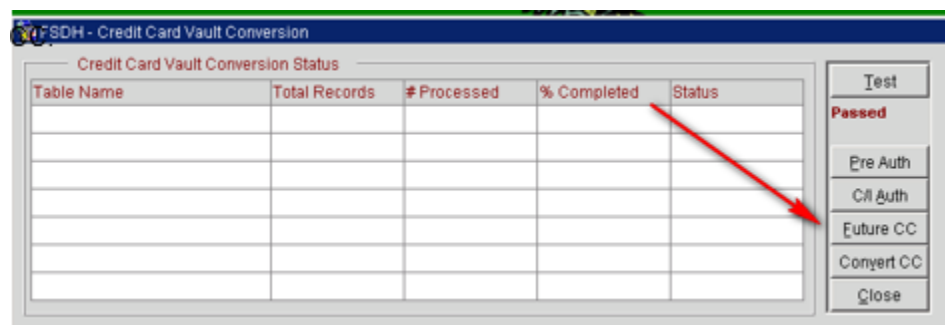 FSDH - Credit Card Vault Conversion
Credit Card Vault Conversion Status
Table Name Total Records # Processed % Completed Status
Test
Passed
Pre Auth
C/I Auth
Future CC
Convert CC
Close